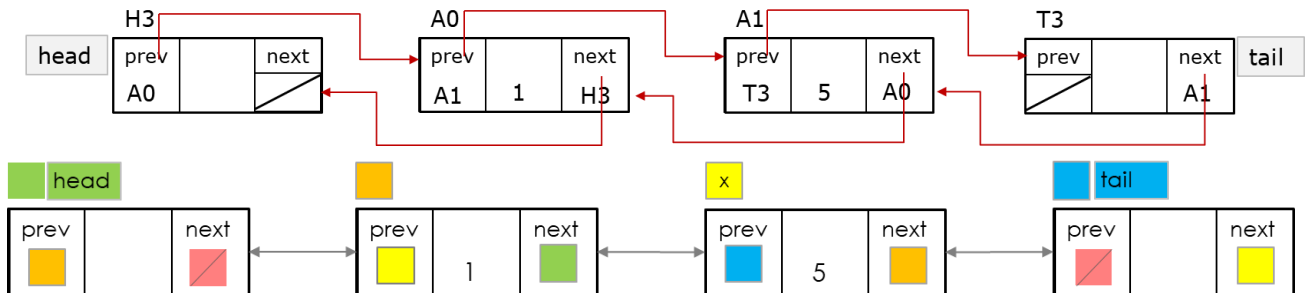 H3 A0 A1 T3
head prev next prev next prev next prev next tail
A0 A1 1 H3 T3 5 A0 A1
head x tail
prev next prev next prev next prev next
1 5